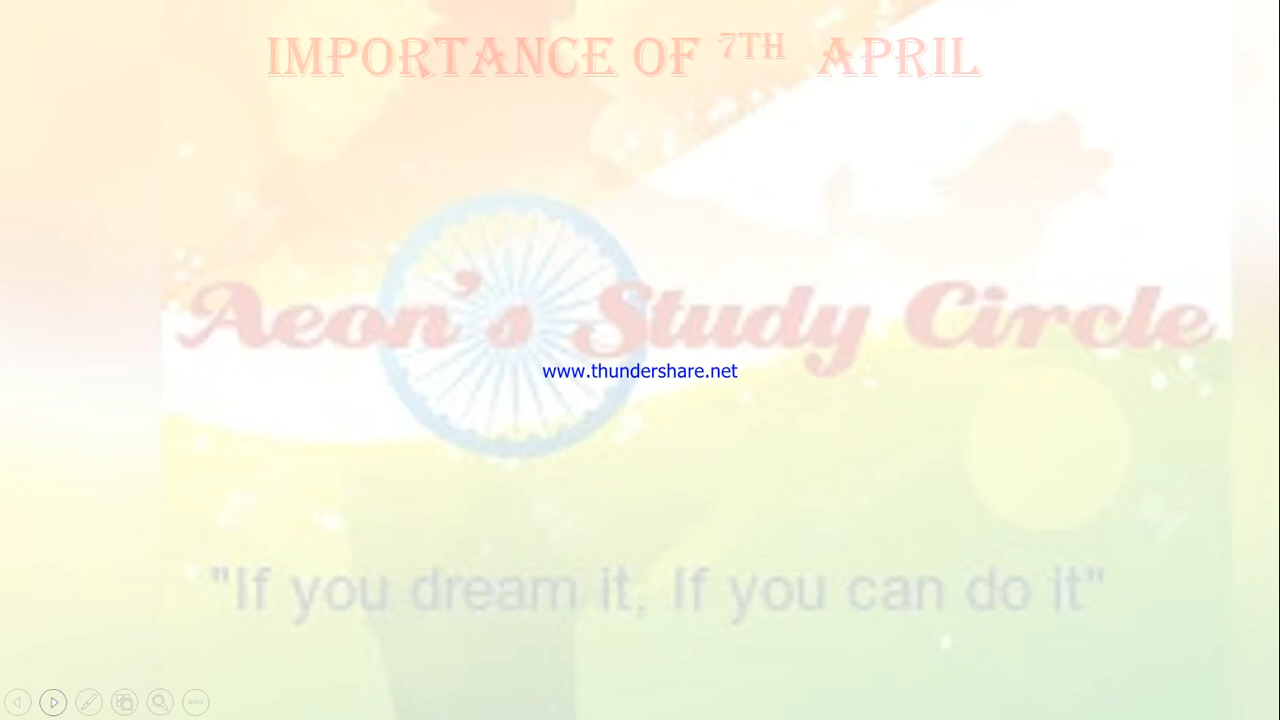 IMPORTANCE OF 7TH APRIL
Aeon's Study Circle
www.thundershare.net
"If you dream it, If you can do it"